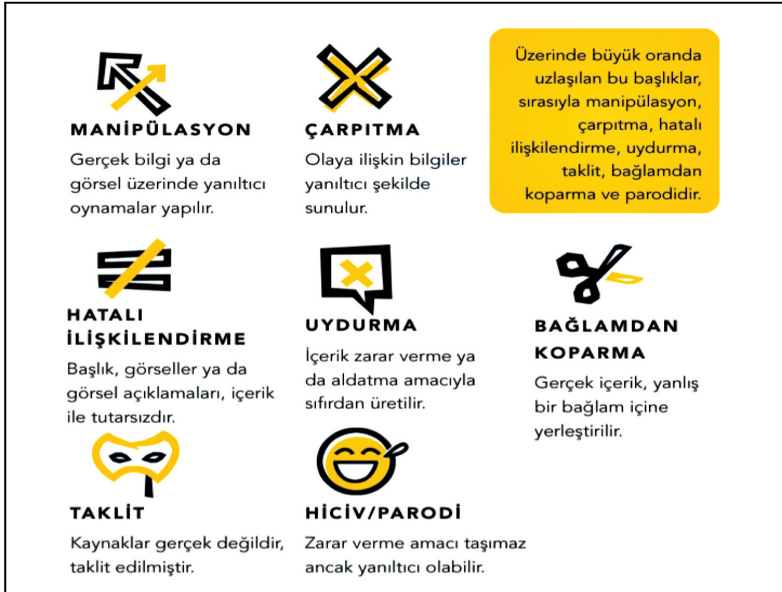 MANİPÜLASYON
Gerçek bilgi ya da
görsel üzerinde yanıltıcı
oynamalar yapılır.
ÇARPITMA
Olaya ilişkin bilgiler
yanıltıcı şekilde
sunulur.
Üzerinde büyük oranda
uzlaşılan bu başlıklar,
sırasıyla manipülasyon,
çarpıtma, hatalı
ilişkilendirme, uydurma,
taklit, bağlamdan
koparma ve parodidir.
HATALI
İLİŞKİLENDİRME
Başlık, görseller ya da
görsel açıklamaları, içerik
ile tutarsızdır.
UYDURMA
İçerik zarar verme ya
da aldatma amacıyla
sıfırdan üretilir.
BAĞLAMDAN
KOPARMA
Gerçek içerik, yanlış
bir bağlam içine
yerleştirilir.
TAKLİT
Kaynaklar gerçek değildir,
taklit edilmiştir.
HİCİV/PARODİ
Zarar verme amacı taşımaz
ancak yanıltıcı olabilir.